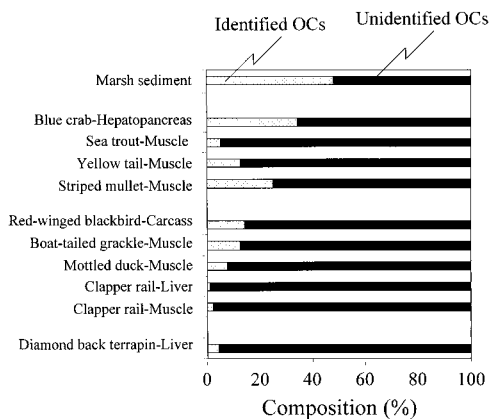 Identified OCs
Unidentified OCs
Marsh sediment
Blue crab-Hepatopancreas
Sea trout-Muscle
Yellow tail-Muscle
Striped mullet-Muscle
Red-winged blackbird-Carcass
Boat-tailed grackle-Muscle
Mottled duck-Muscle
Clapper rail-Liver
Clapper rail-Muscle
Diamond back terrapin-Liver
0 20 40 60 80 100
Composition (%)